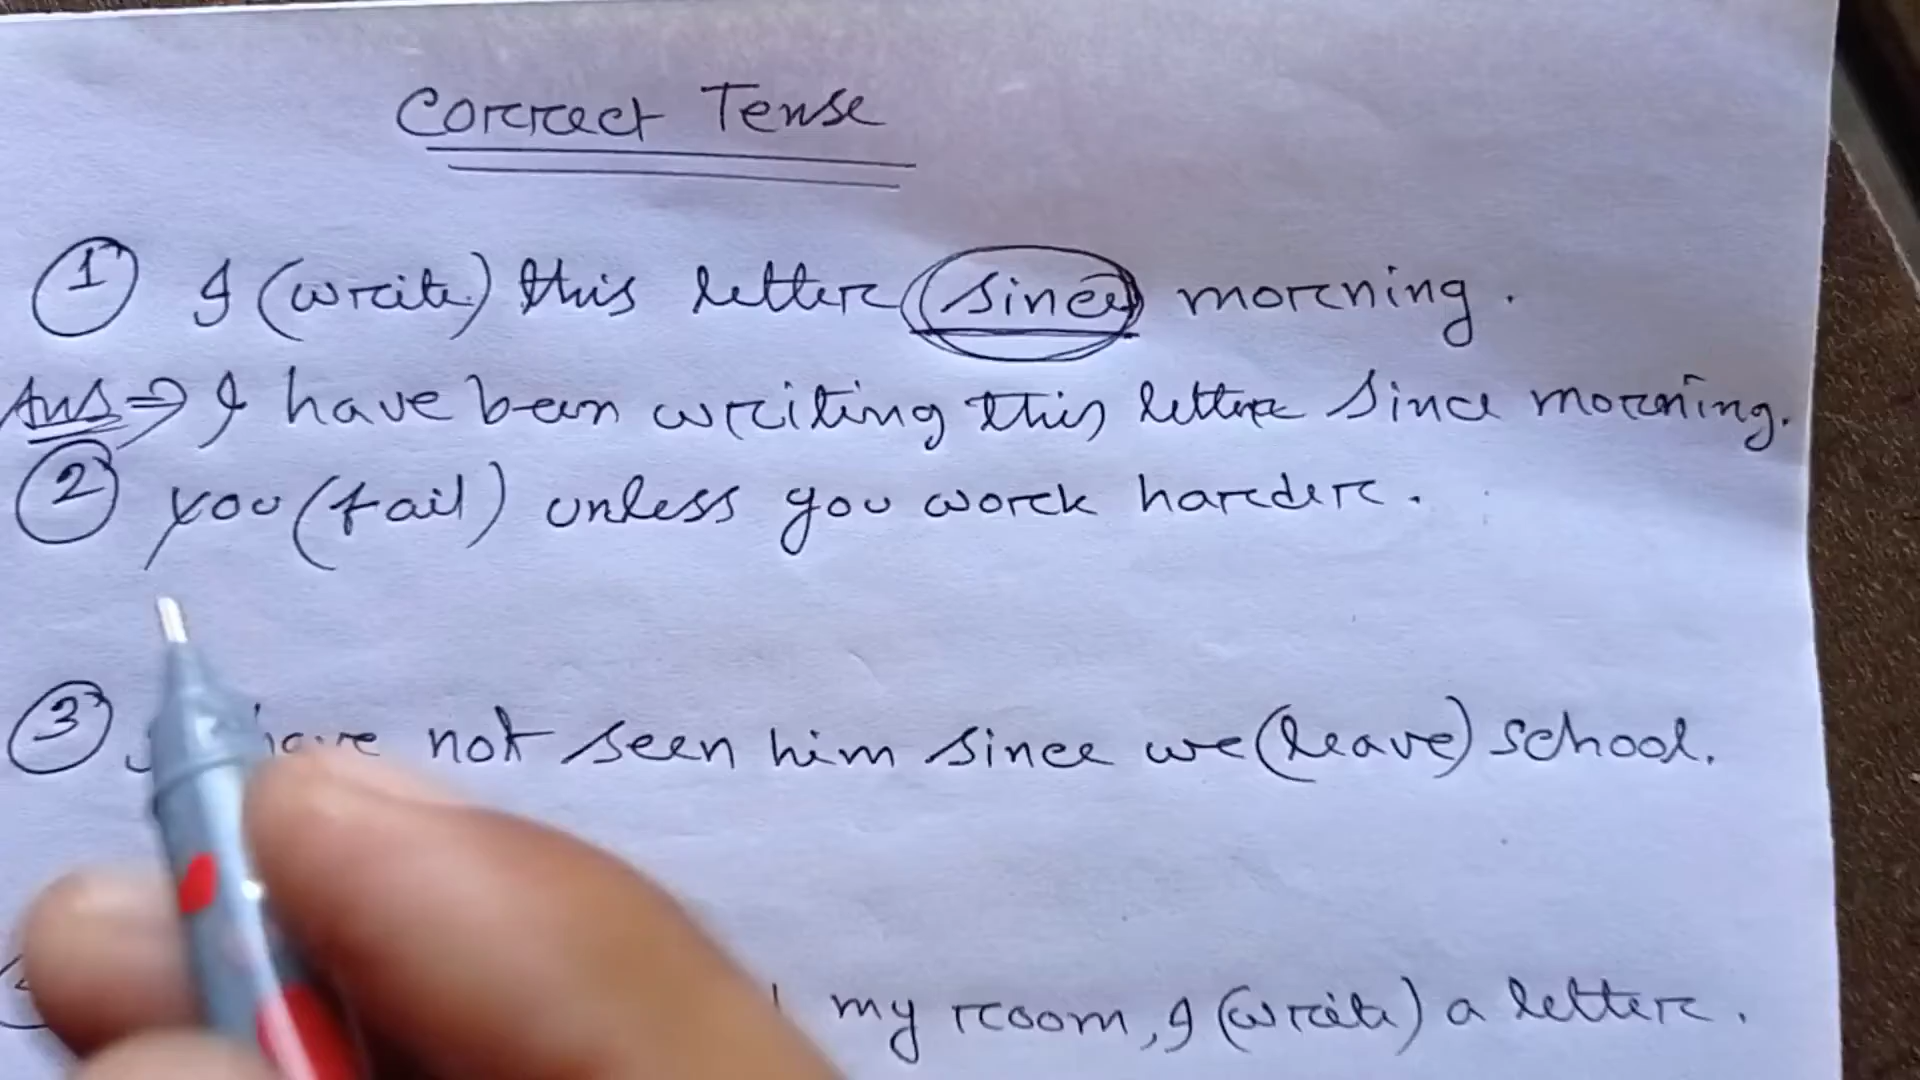 Correct Tense
1 I (write) this letter (since) morning.
Ans⇒ I have been writing this letter since morning.
2 You (fail) unless you work harder.
3 have not seen him since we (leave) school.
my room, I (write) a letter.